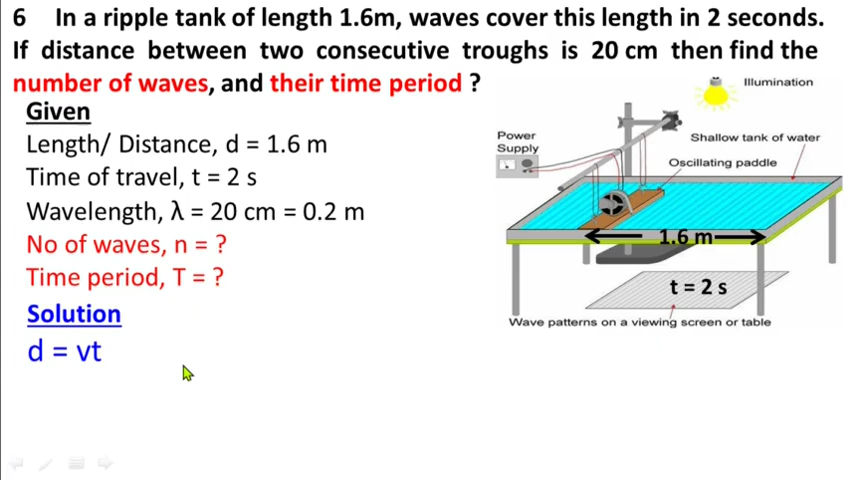 6 In a ripple tank of length 1.6m, waves cover this length in 2 seconds.
If distance between two consecutive troughs is 20 cm then find the
number of waves, and their time period ?
Given
Length/ Distance, d = 1.6 m
Time of travel, t = 2 s
Wavelength, λ = 20 cm = 0.2 m
No of waves, n = ?
Time period, T = ?
Solution
d = vt
Illumination
Power
Supply
Shallow tank of water
Oscillating paddle
1.6 m
t = 2 s
Wave patterns on a viewing screen or table